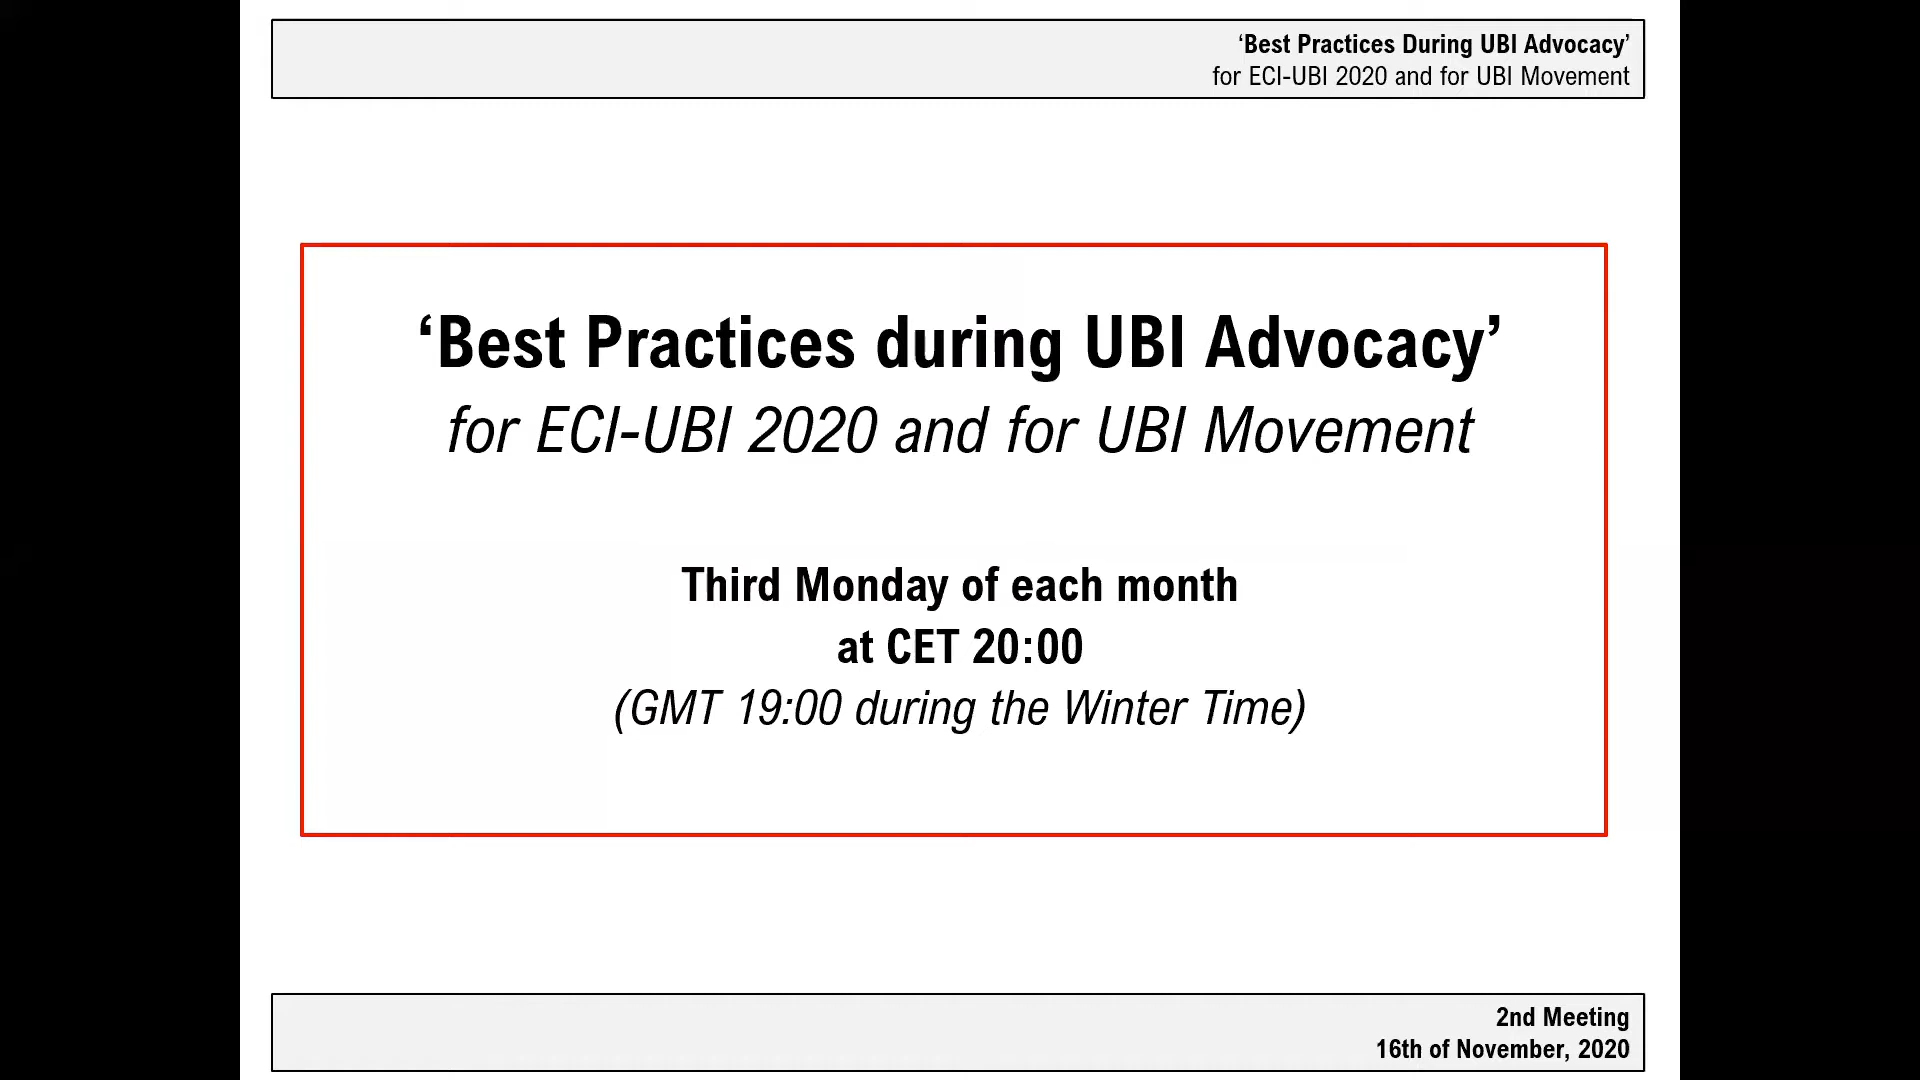 ‘Best Practices During UBI Advocacy’
for ECI-UBI 2020 and for UBI Movement
‘Best Practices during UBI Advocacy’
for ECI-UBI 2020 and for UBI Movement
Third Monday of each month
at CET 20:00
(GMT 19:00 during the Winter Time)
2nd Meeting
16th of November, 2020